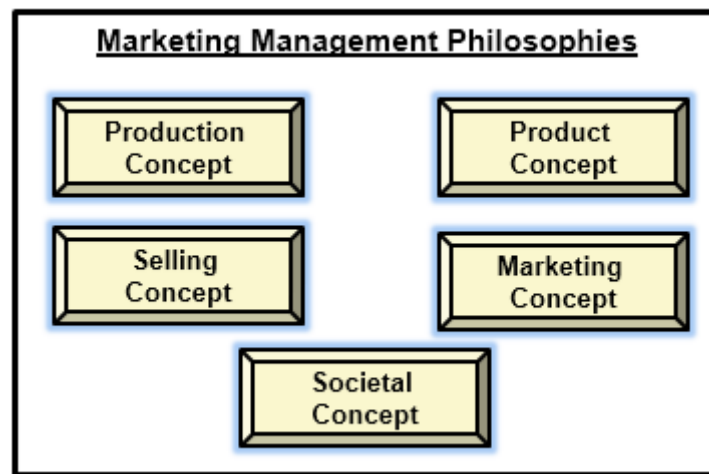 Marketing Management Philosophies
Production
Concept
Product
Concept
Selling
Concept
Marketing
Concept
Societal
Concept